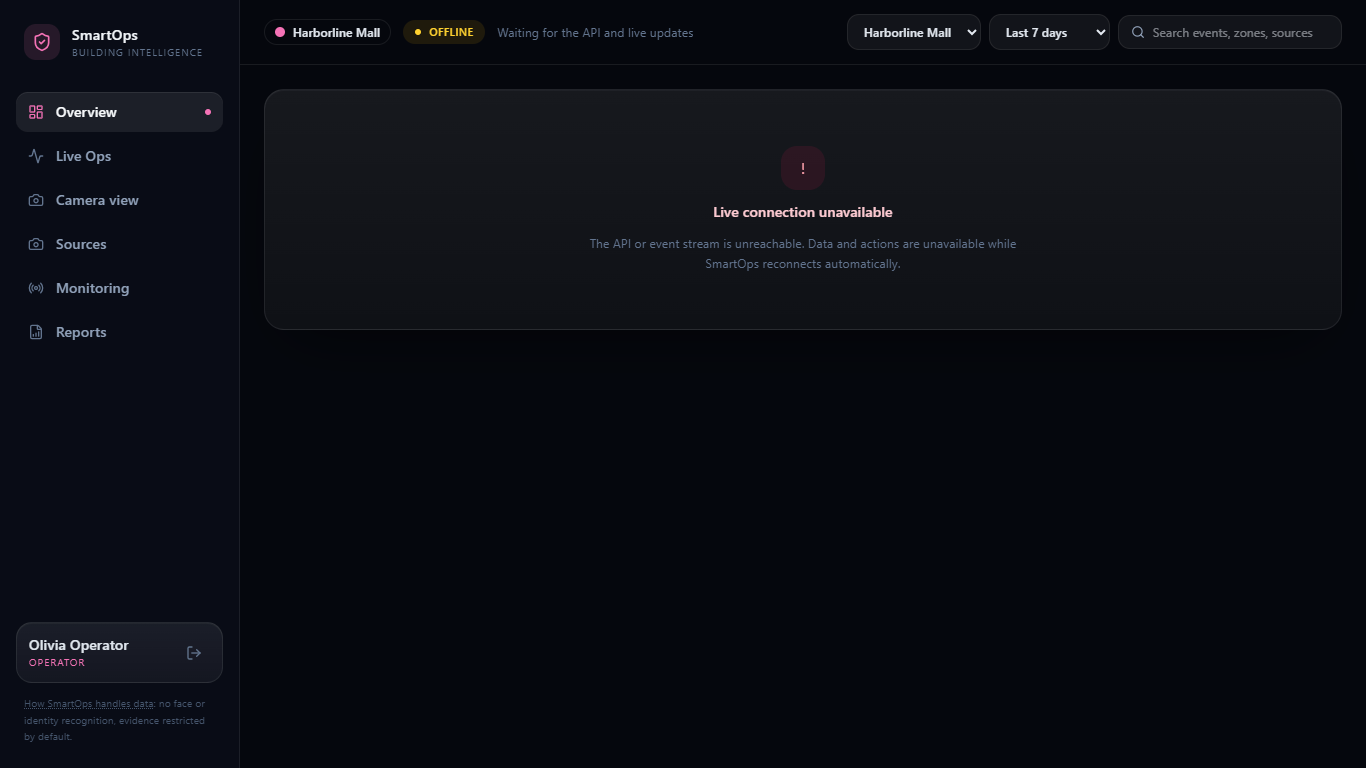 SmartOps
BUILDING INTELLIGENCE
Overview
Live Ops
Camera view
Sources
Monitoring
Reports
Olivia Operator
OPERATOR
How SmartOps handles data: no face or
identity recognition, evidence restricted
by default.
Harborline Mall
OFFLINE
Waiting for the API and live updates
Harborline Mall
Last 7 days
Search events, zones, sources
!
Live connection unavailable
The API or event stream is unreachable. Data and actions are unavailable while
SmartOps reconnects automatically.